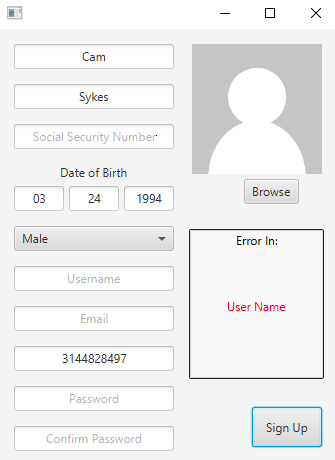 Cam
Sykes
Social Security Number
Date of Birth
03 24 1994
Male
Username
Email
3144828497
Password
Confirm Password
Browse
Error In:
User Name
Sign Up